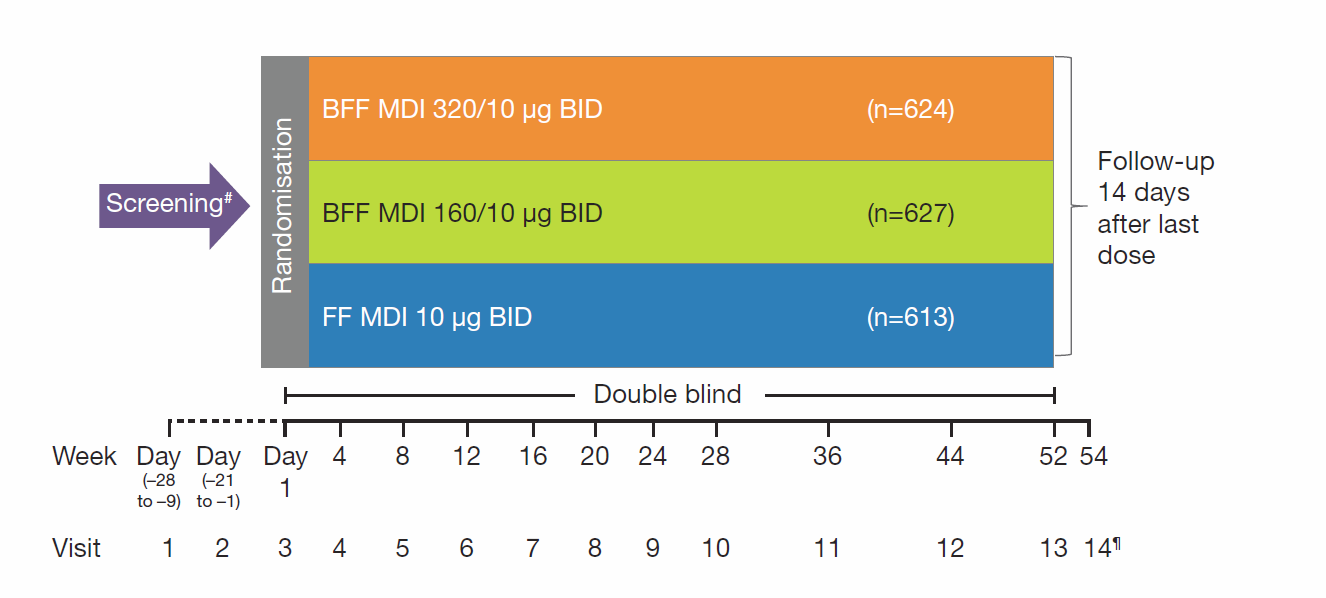 BFF MDI 320/10 µg BID (n=624)
Screening#
Randomisation
BFF MDI 160/10 µg BID (n=627)
FF MDI 10 µg BID (n=613)
Follow-up
14 days
after last
dose
Double blind
Week Day Day Day 4 8 12 16 20 24 28 36 44 52 54
(–28 (–21 1
to –9) to –1)
Visit 1 2 3 4 5 6 7 8 9 10 11 12 13 14¶